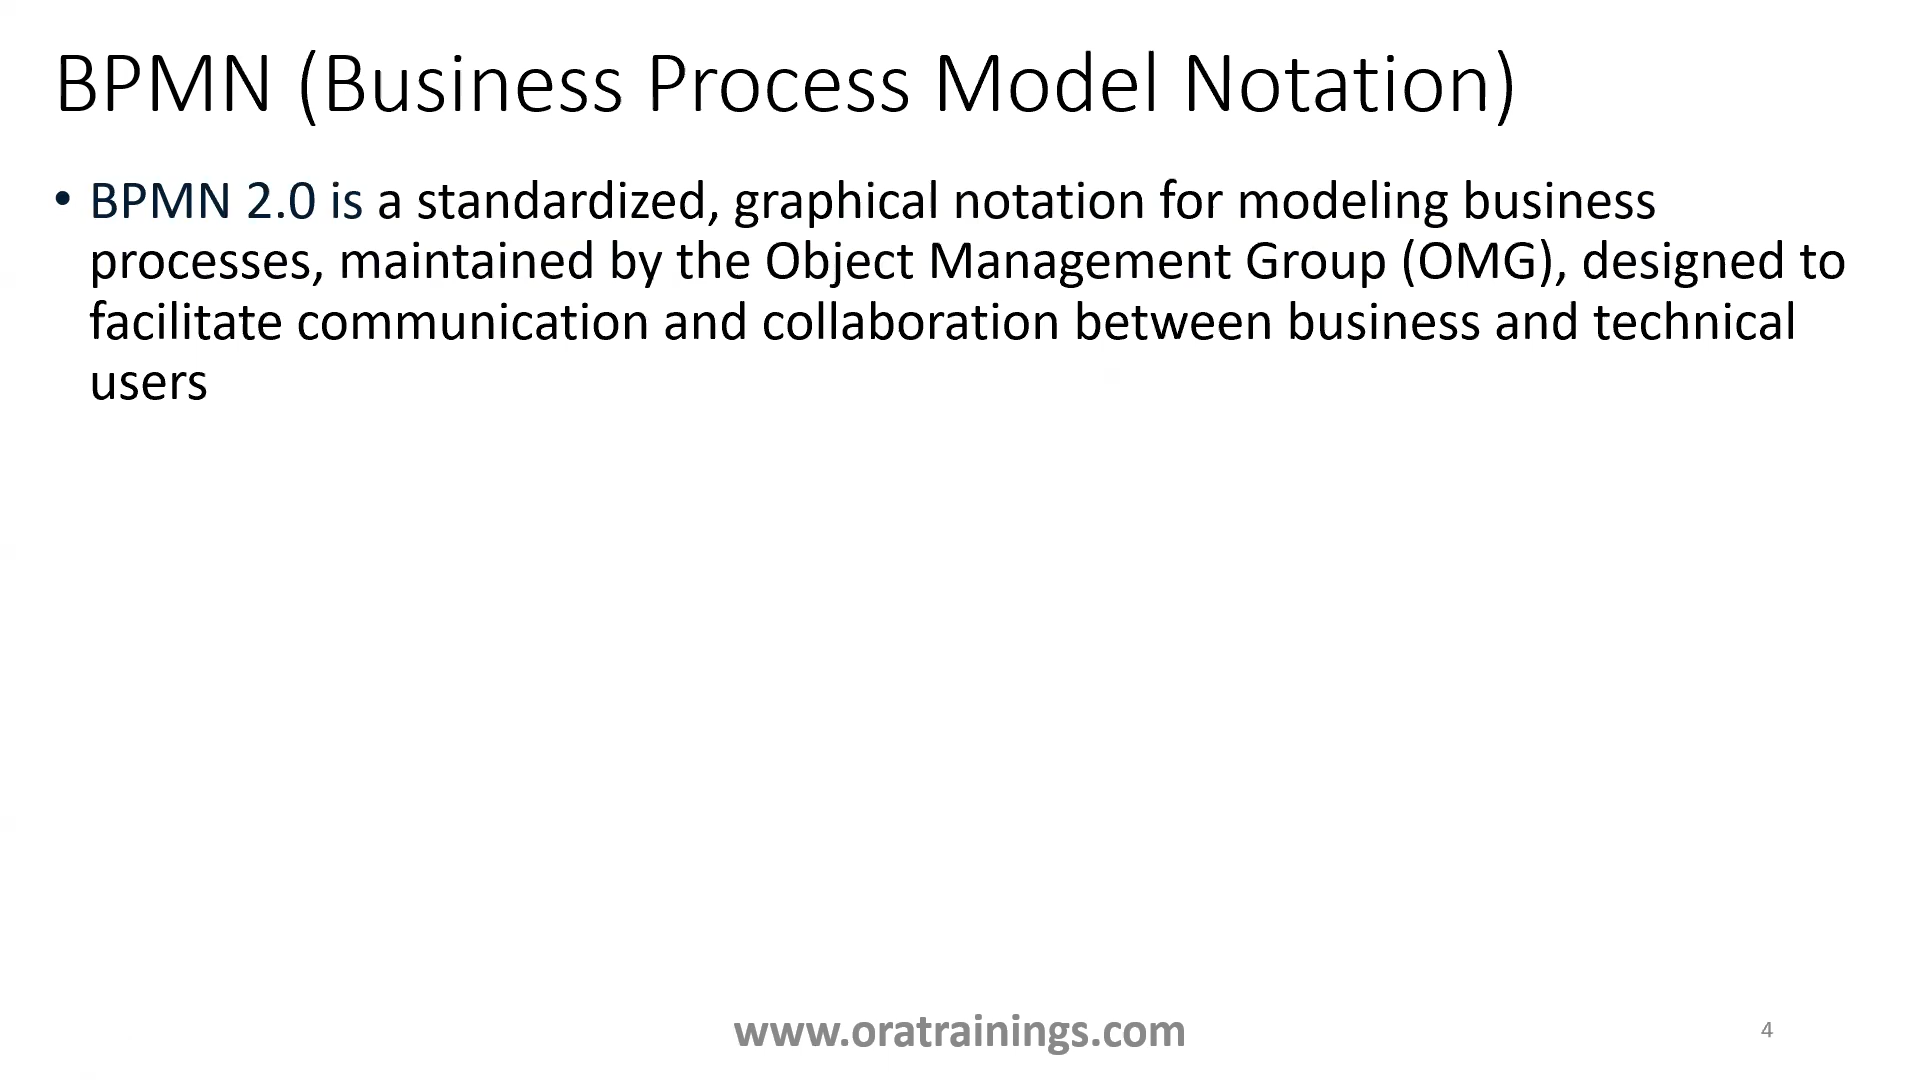 BPMN (Business Process Model Notation)
• BPMN 2.0 is a standardized, graphical notation for modeling business
processes, maintained by the Object Management Group (OMG), designed to
facilitate communication and collaboration between business and technical
users
www.oratrainings.com
4